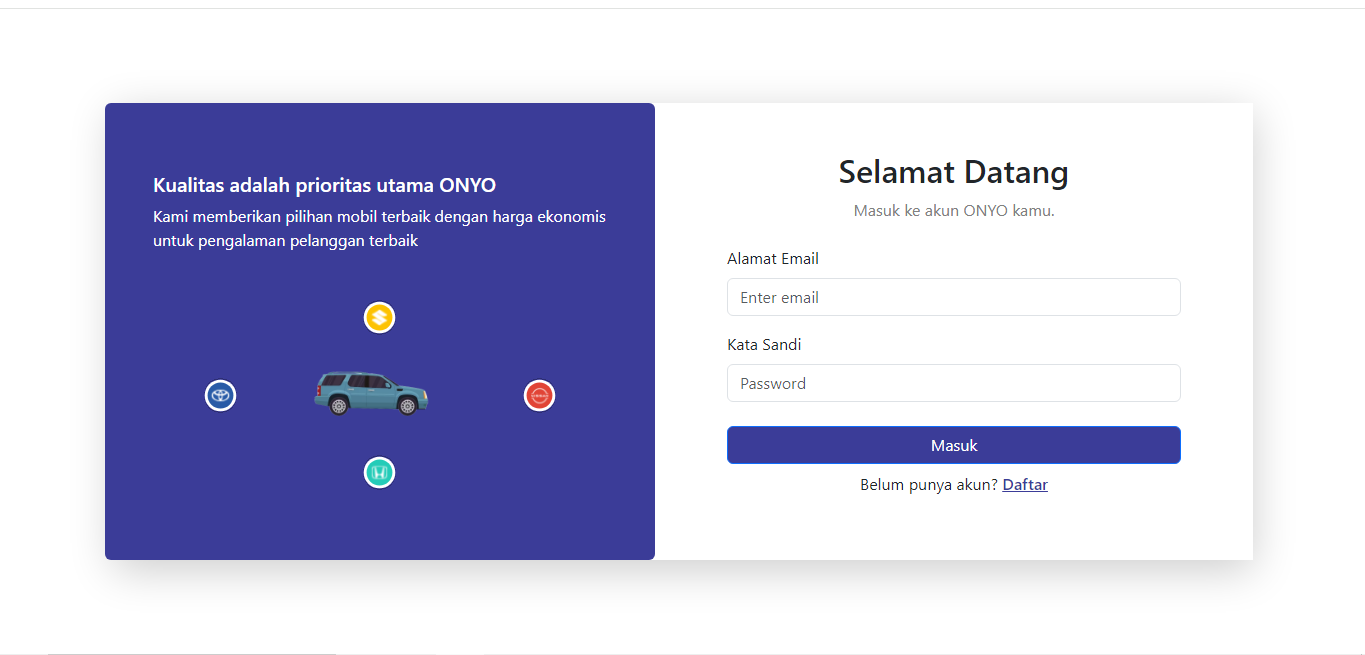 Kualitas adalah prioritas utama ONYO
Kami memberikan pilihan mobil terbaik dengan harga ekonomis
untuk pengalaman pelanggan terbaik
Selamat Datang
Masuk ke akun ONYO kamu.
Alamat Email
Enter email
Kata Sandi
Password
Masuk
Belum punya akun? Daftar